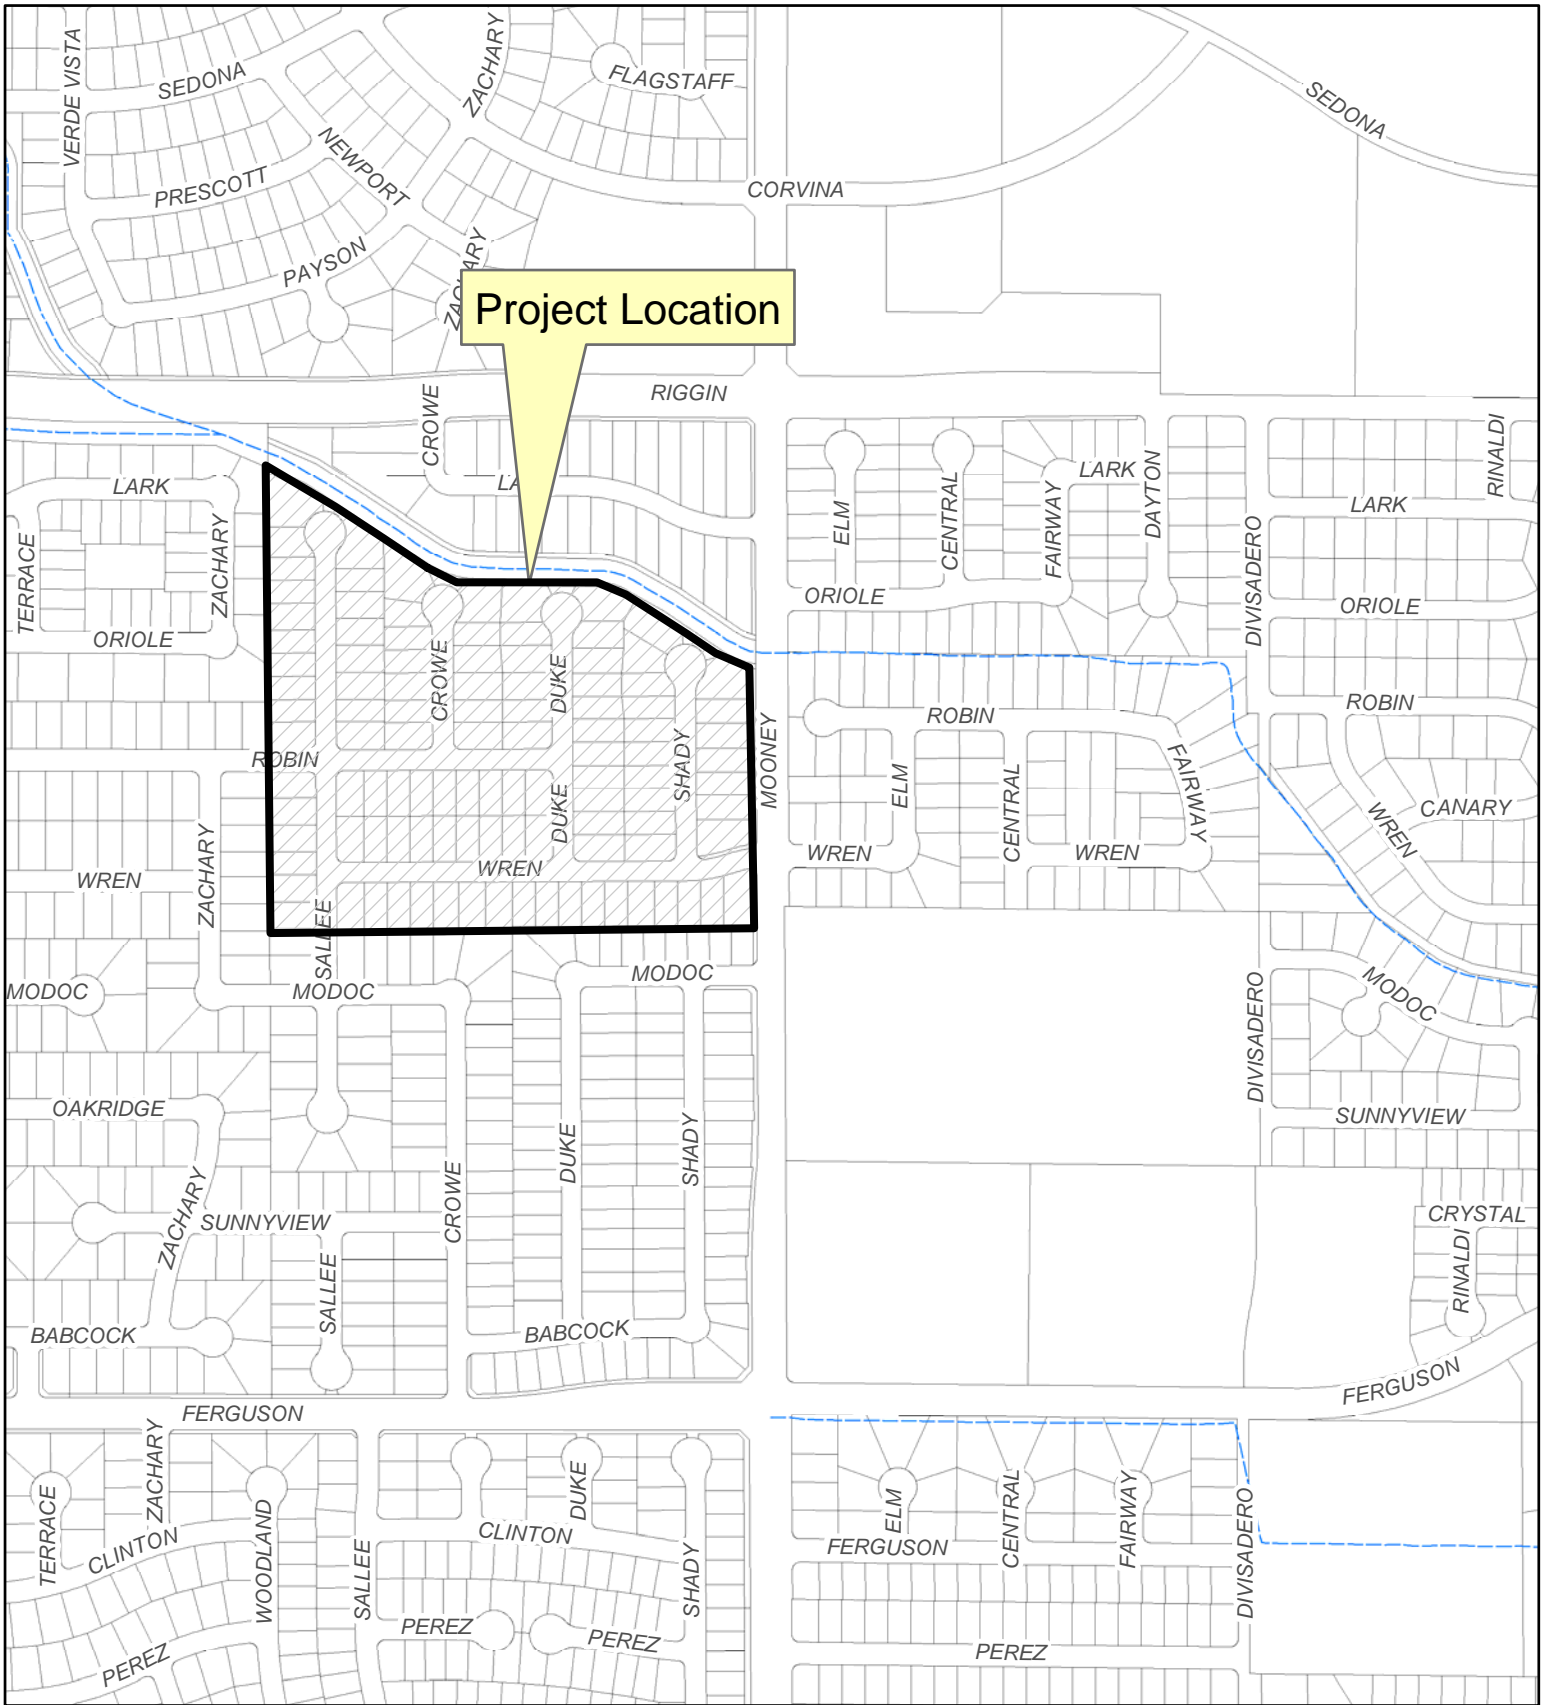 ZACHARY
VERDE VISTA
SEDONA
FLAGSTAFF
SEDONA
NEWPORT
PRESCOTT
CORVINA
PAYSON
ZACHARY
Project Location
RIGGIN
CROWE
RINALDI
LARK
LARK
LARK
DAYTON
ELM
CENTRAL
FAIRWAY
ZACHARY
TERRACE
DIVISADERO
ORIOLE
ORIOLE
ORIOLE
CROWE
DUKE
ROBIN
ROBIN
MOONEY
ROBIN
SHADY
FAIRWAY
ELM
CENTRAL
DUKE
CANARY
WREN
ZACHARY
WREN
WREN
WREN
WREN
SALLEE
MODOC
MODOC
MODOC
MODOC
DIVISADERO
OAKRIDGE
SUNNYVIEW
DUKE
SHADY
CROWE
ZACHARY
SUNNYVIEW
CRYSTAL
RINALDI
SALLEE
BABCOCK
BABCOCK
FERGUSON
FERGUSON
ZACHARY
DUKE
ELM
CENTRAL
FAIRWAY
TERRACE
CLINTON
WOODLAND
CLINTON
FERGUSON
DIVISADERO
SALLEE
SHADY
PEREZ
PEREZ
PEREZ
PEREZ